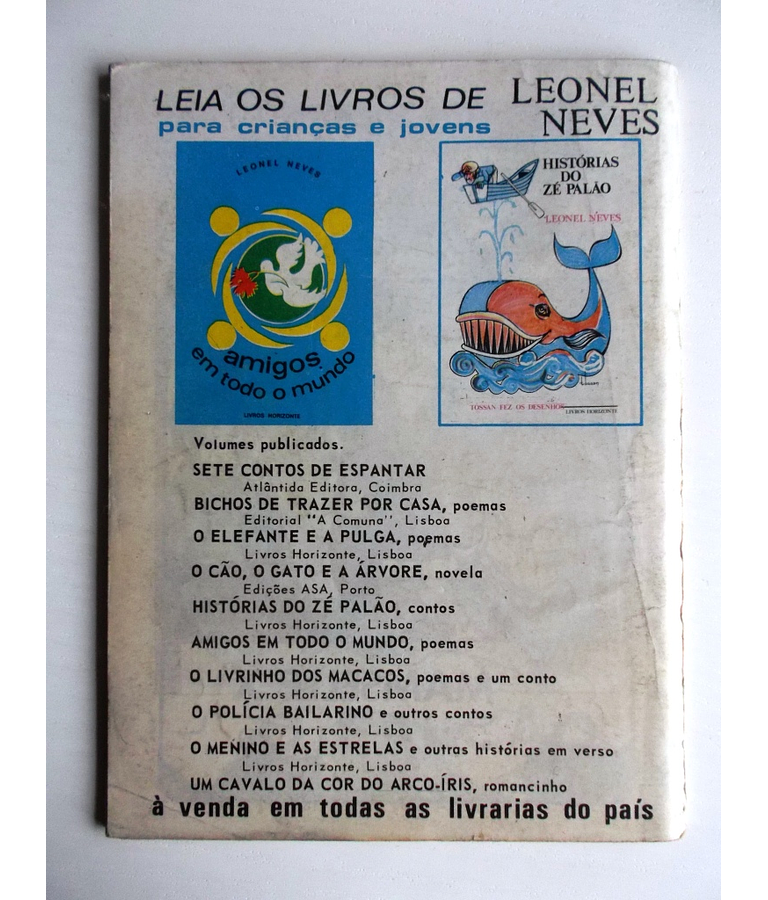 LEIA OS LIVROS DE LEONEL NEVES
para crianças e jovens
LEONEL NEVES
amigos
em todo o mundo
LIVROS HORIZONTE
HISTÓRIAS
DO
ZÉ PALÃO
LEONEL NEVES
TOSSAN FEZ OS DESENHOS
LIVROS HORIZONTE
Volumes publicados.
SETE CONTOS DE ESPANTAR
Atlântida Editora, Coimbra
BICHOS DE TRAZER POR CASA, poemas
Editorial "A Comuna", Lisboa
O ELEFANTE E A PULGA, poemas
Livros Horizonte, Lisboa
O CÃO, O GATO E A ÁRVORE, novela
Edições ASA, Porto
HISTÓRIAS DO ZÉ PALÃO, contos
Livros Horizonte, Lisboa
AMIGOS EM TODO O MUNDO, poemas
Livros Horizonte, Lisboa
O LIVRINHO DOS MACACOS, poemas e um conto
Livros Horizonte, Lisboa
O POLÍCIA BAILARINO e outros contos
Livros Horizonte, Lisboa
O MENINO E AS ESTRELAS e outras histórias em verso
Livros Horizonte, Lisboa
UM CAVALO DA COR DO ARCO-ÍRIS, romancinho
à venda em todas as livrarias do país